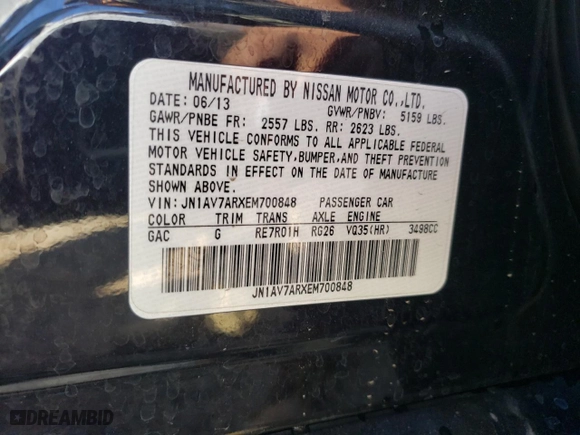 MANUFACTURED BY NISSAN MOTOR CO.,LTD.
DATE: 06/13 GVWR/PNBV: 5159 LBS.
GAWR/PNBE FR: 2557 LBS. RR: 2623 LBS.
THIS VEHICLE CONFORMS TO ALL APPLICABLE FEDERAL
MOTOR VEHICLE SAFETY, BUMPER, AND THEFT PREVENTION
STANDARDS IN EFFECT ON THE DATE OF MANUFACTURE
SHOWN ABOVE.
VIN: JN1AV7ARXEM700848 PASSENGER CAR
COLOR TRIM TRANS AXLE ENGINE
GAC G RE7R01H RG26 VQ35(HR) 3498CC
JN1AV7ARXEM700848
DREAMBID